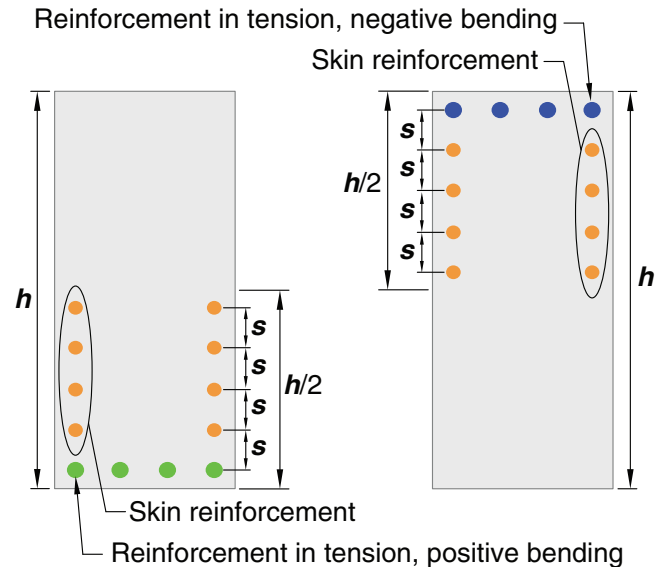 Reinforcement in tension, negative bending
Skin reinforcement
h
s
s
s
s
h/2
Skin reinforcement
Reinforcement in tension, positive bending
s
s
s
s
h/2
h